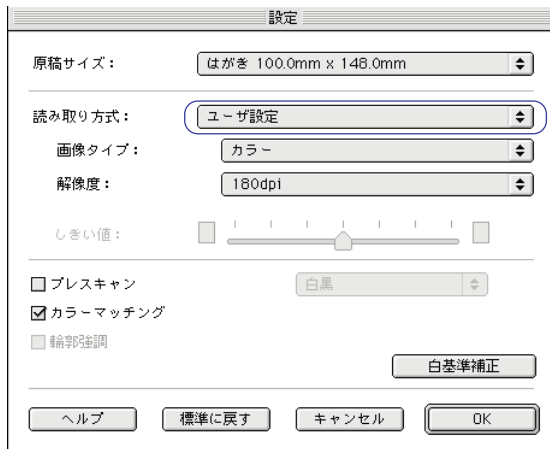 設定
原稿サイズ： はがき 100.0mm x 148.0mm
読み取り方式： ユーザ設定
画像タイプ： カラー
解像度： 180dpi
しきい値：
プレスキャン 白黒
カラーマッチング
輪郭強調
白基準補正
ヘルプ 標準に戻す キャンセル OK